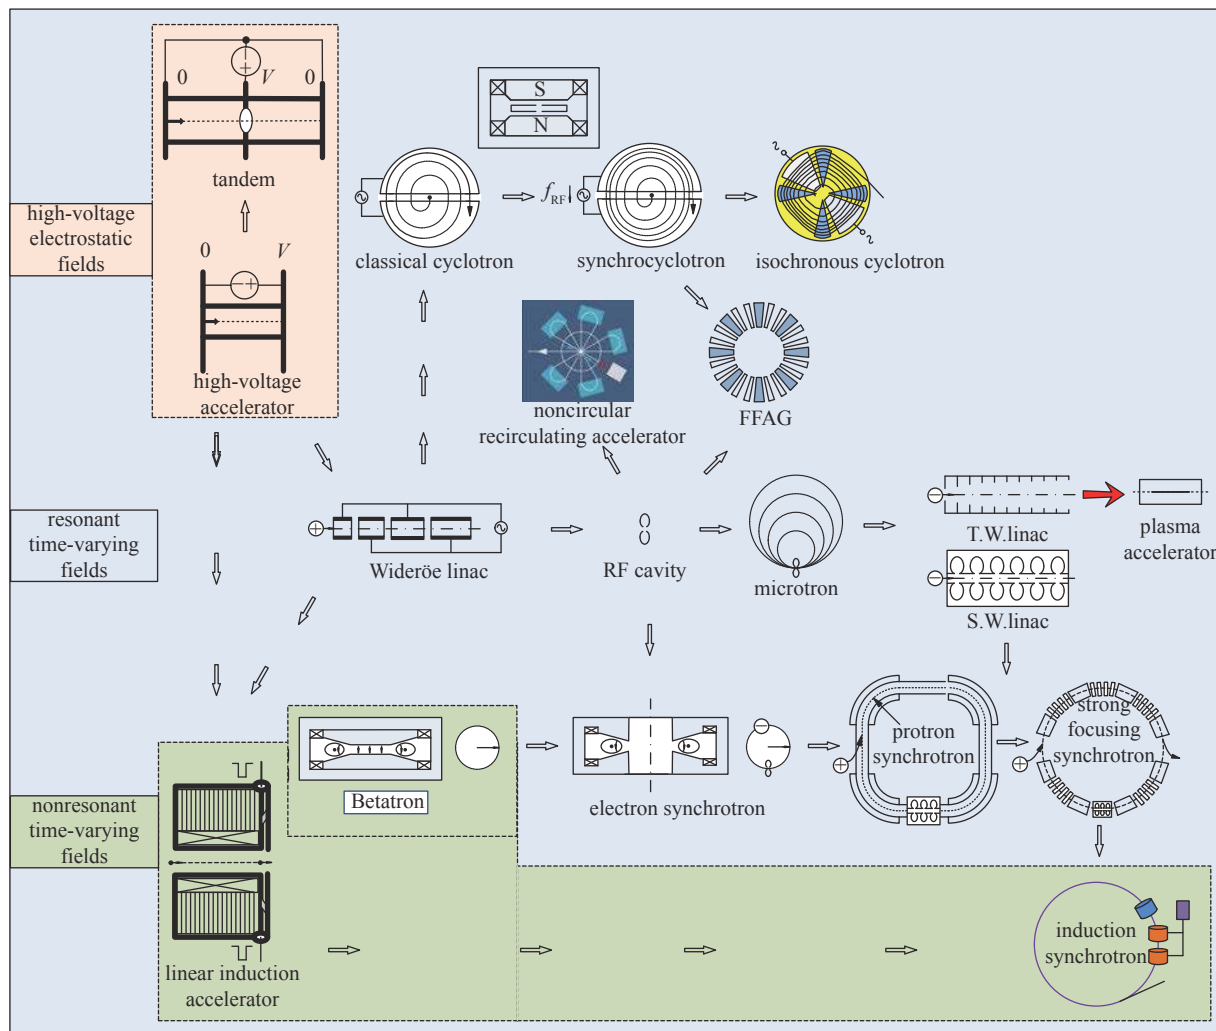 0
V
0
tandem
high-voltage
electrostatic
fields
0
V
high-voltage
accelerator
S
N
classical cyclotron
fRF
synchrocyclotron
isochronous cyclotron
noncircular
recirculating accelerator
FFAG
resonant
time-varying
fields
Wideröe linac
RF cavity
microtron
T.W.linac
S.W.linac
plasma
accelerator
nonresonant
time-varying
fields
Betatron
electron synchrotron
protron
synchrotron
strong
focusing
synchrotron
linear induction
accelerator
induction
synchrotron